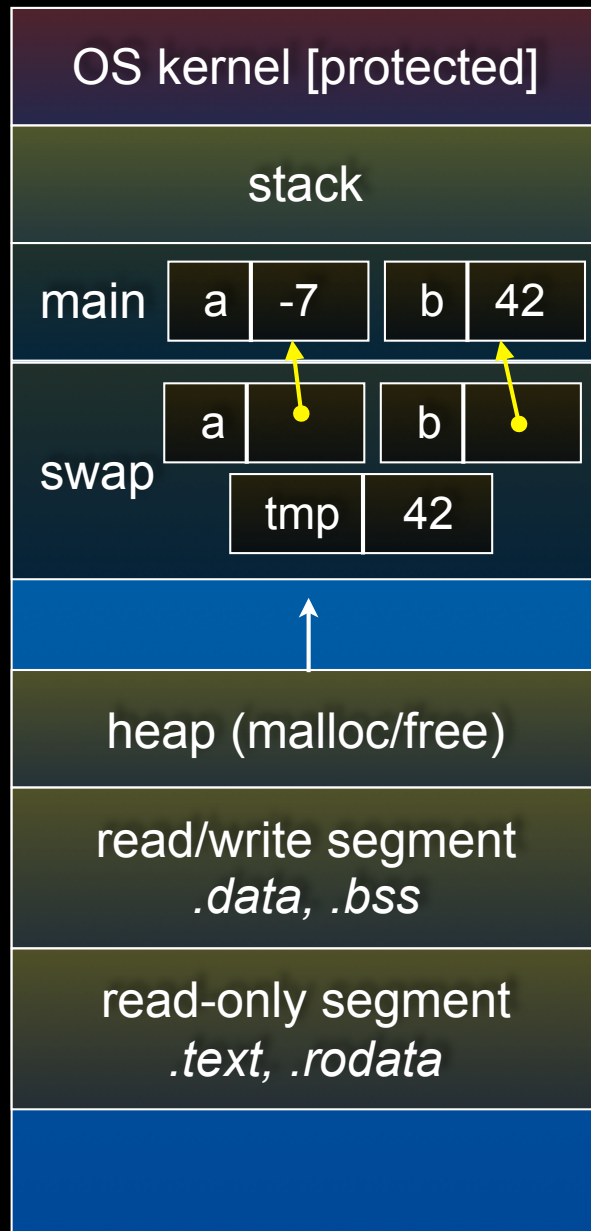 OS kernel [protected]
stack
main a -7 b 42
a b
swap
tmp 42
heap (malloc/free)
read/write segment
.data, .bss
read-only segment
.text, .rodata